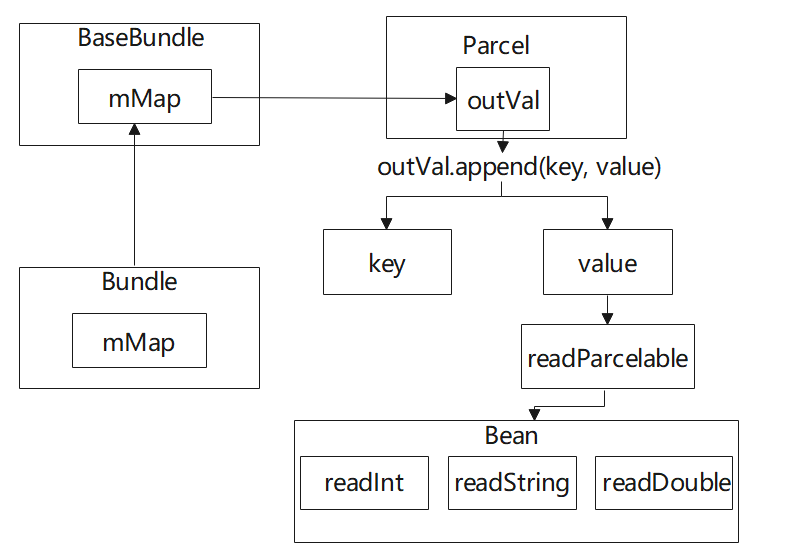 BaseBundle
mMap
Parcel
outVal
outVal.append(key, value)
key
value
Bundle
mMap
readParcelable
Bean
readInt
readString
readDouble